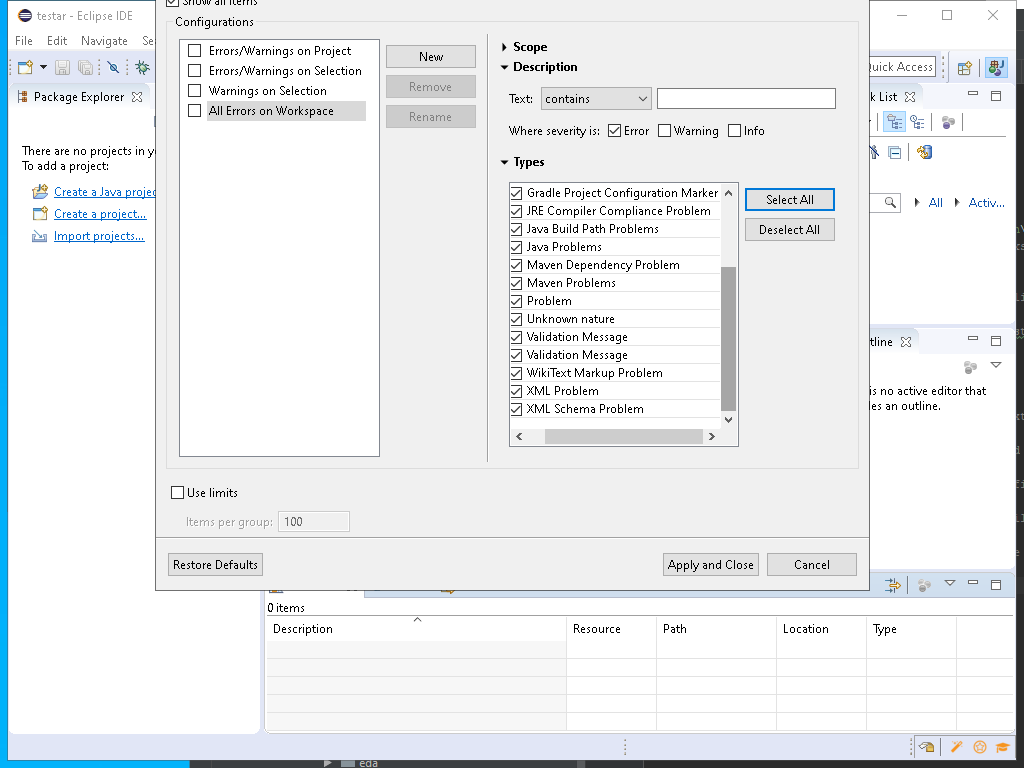 testar - Eclipse IDE
Show all items
File Edit Navigate Se
Configurations
Package Explorer
There are no projects in y
To add a project:
Create a Java projec
Create a project...
Import projects...
Errors/Warnings on Project
Errors/Warnings on Selection
Warnings on Selection
All Errors on Workspace
New
Remove
Rename
Scope
Description
Text: contains
Where severity is: Error Warning Info
Types
Gradle Project Configuration Marker
JRE Compiler Compliance Problem
Java Build Path Problems
Java Problems
Maven Dependency Problem
Maven Problems
Problem
Unknown nature
Validation Message
Validation Message
WikiText Markup Problem
XML Problem
XML Schema Problem
Select All
Deselect All
Use limits
Items per group: 100
Restore Defaults
Apply and Close
Cancel
Quick Access
k List
All Activ...
tline
is no active editor that
les an outline.
0 items
Description Resource Path Location Type
eda